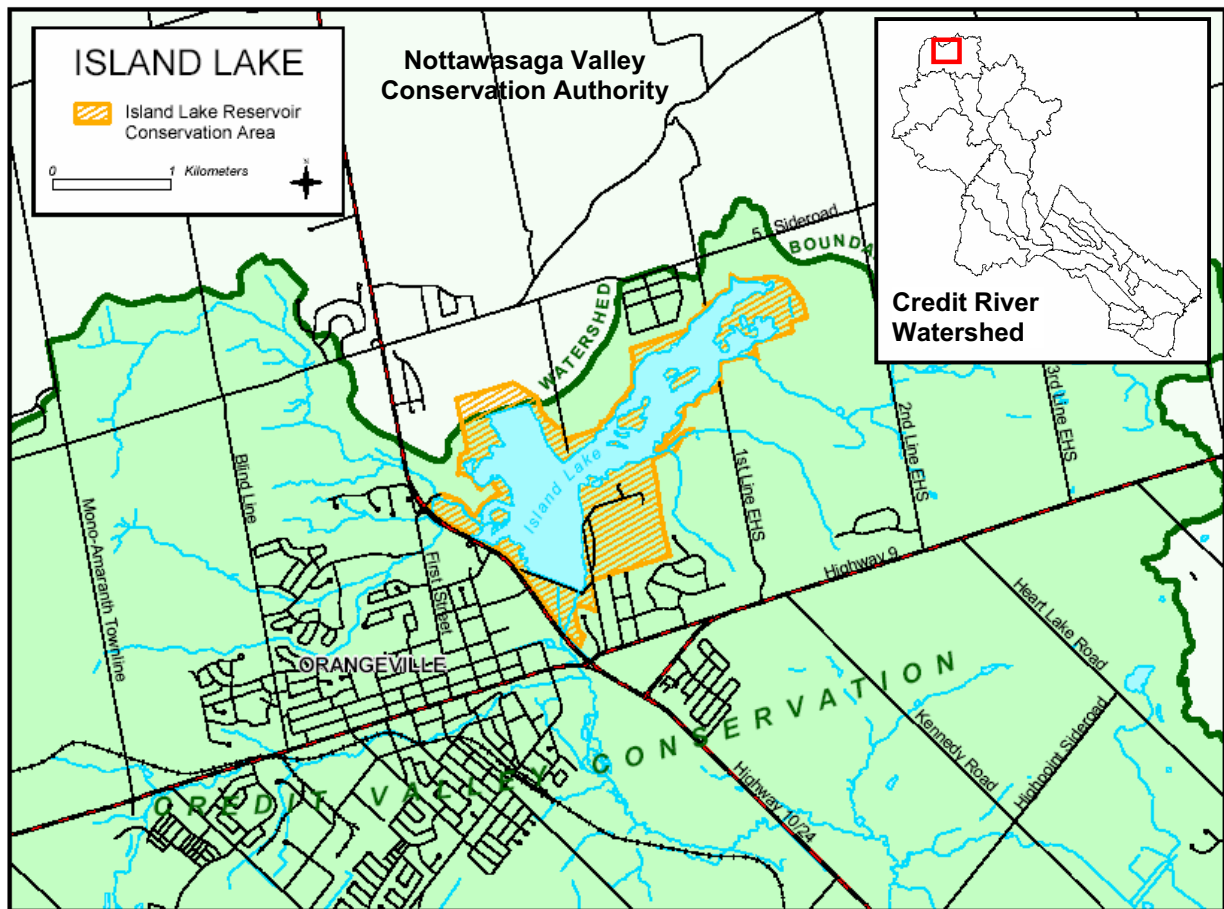 ISLAND LAKE
Island Lake Reservoir
Conservation Area
0 1 Kilometers
N
Nottawasaga Valley
Conservation Authority
Credit River
Watershed
5 Sideroad
WATERSHED
BOUNDA
Island Lake
Mono-Amaranth Townline
Blind Line
First Street
1st Line EHS
2nd Line EHS
3rd Line EHS
Highway 9
Heart Lake Road
Kennedy Road
Highpoint Sideroad
Highway 10/24
ORANGEVILLE
CREDIT VALLEY CONSERVATION